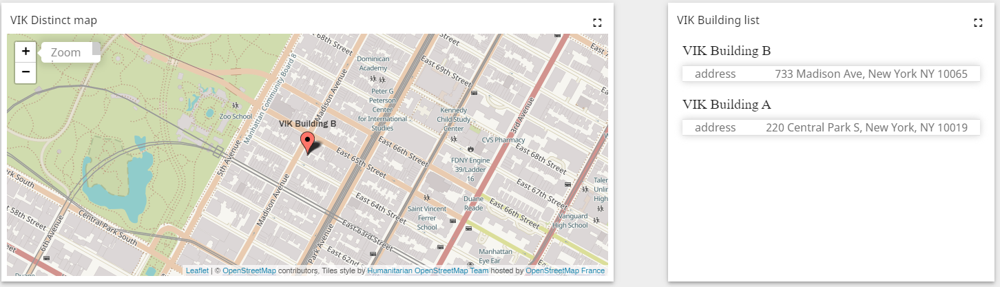 VIK Distinct map
+
Zoom
−
68th Street
Manhattan Community Board 8
Madison Avenue
Dominican
Academy
East 69th Street
Peter G
Peterson
Center
for International
Studies
Kennedy
Child Study
Center
3rd Avenue
Zoo School
VIK Building B
CVS Pharmacy
East 66th Street
East 68th Street
5th Avenue
East 65th Street
FDNY Engine
39/Ladder
16
Madison Avenue
East 67th Street
East 64th Street
Duane
Reade
Saint Vincent
Ferrer
School
East 66th Street
Vanguard
High School
Park South
58th Street
6th Avenue
Central Park South
East 63rd Street
Park Avenue
East 62nd
Manhattan
Eye Ear
Duane
Leaflet | © OpenStreetMap contributors, Tiles style by Humanitarian OpenStreetMap Team hosted by OpenStreetMap France
VIK Building list
VIK Building B
address 733 Madison Ave, New York NY 10065
VIK Building A
address 220 Central Park S, New York, NY 10019